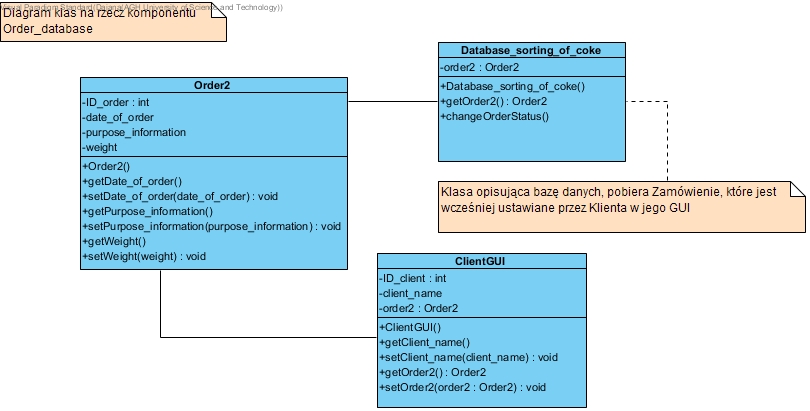 Visual Paradigm Standard(Dajana(AGH University of Science and Technology))
Diagram klas na rzecz komponentu
Order_database
Order2
-ID_order : int
-date_of_order
-purpose_information
-weight
+Order2()
+getDate_of_order()
+setDate_of_order(date_of_order) : void
+getPurpose_information()
+setPurpose_information(purpose_information) : void
+getWeight()
+setWeight(weight) : void
Database_sorting_of_coke
-order2 : Order2
+Database_sorting_of_coke()
+getOrder2() : Order2
+changeOrderStatus()
Klasa opisująca bazę danych, pobiera Zamówienie, które jest
wcześniej ustawiane przez Klienta w jego GUI
ClientGUI
-ID_client : int
-client_name
-order2 : Order2
+ClientGUI()
+getClient_name()
+setClient_name(client_name) : void
+getOrder2() : Order2
+setOrder2(order2 : Order2) : void